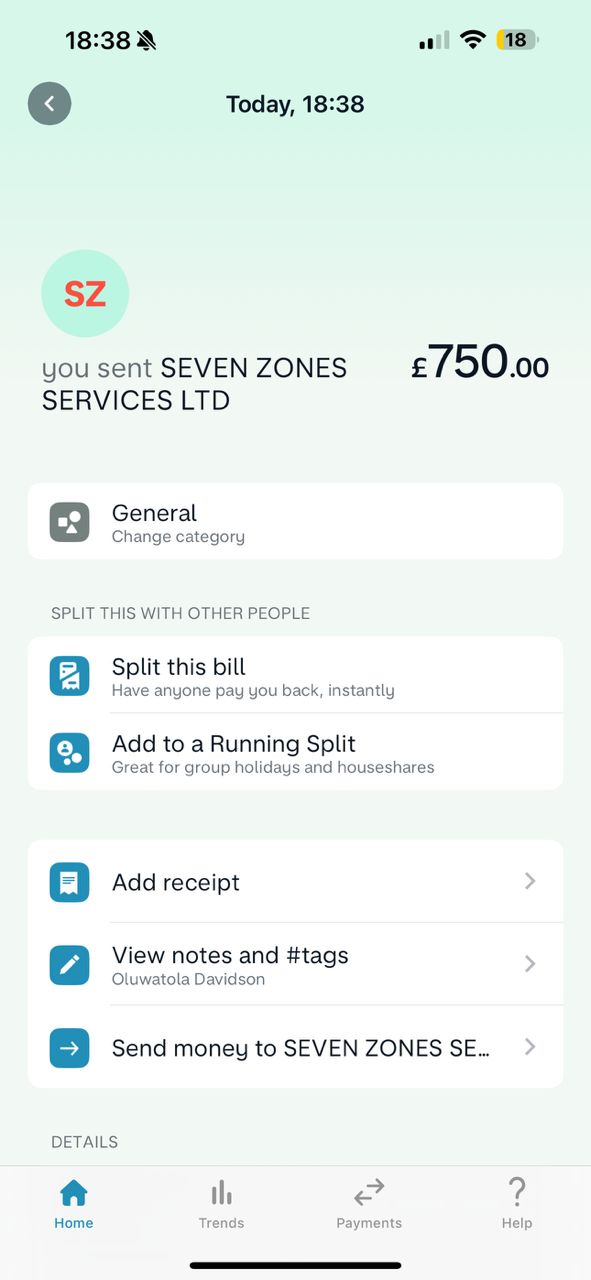 18:38
18
Today, 18:38
SZ
you sent SEVEN ZONES
SERVICES LTD
£750.00
General
Change category
SPLIT THIS WITH OTHER PEOPLE
Split this bill
Have anyone pay you back, instantly
Add to a Running Split
Great for group holidays and houseshares
Add receipt
View notes and #tags
Oluwatola Davidson
Send money to SEVEN ZONES SE...
DETAILS
Home
Trends
Payments
Help